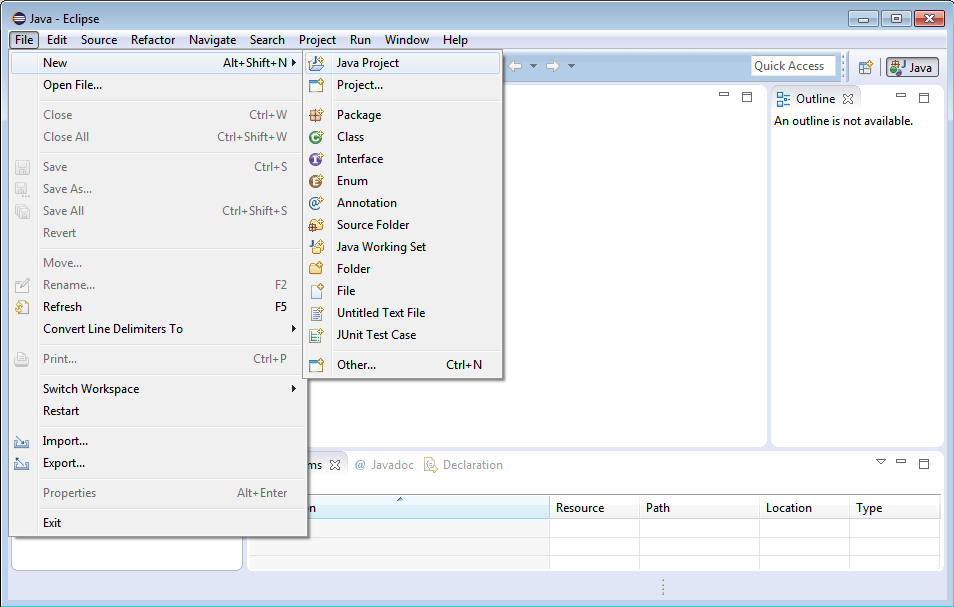 Java - Eclipse
File Edit Source Refactor Navigate Search Project Run Window Help
New Alt+Shift+N
Open File...
Close Ctrl+W
Close All Ctrl+Shift+W
Save Ctrl+S
Save As...
Save All Ctrl+Shift+S
Revert
Move...
Rename... F2
Refresh F5
Convert Line Delimiters To
Print... Ctrl+P
Switch Workspace
Restart
Import...
Export...
Properties Alt+Enter
Exit
Java Project
Project...
Package
Class
Interface
Enum
Annotation
Source Folder
Java Working Set
Folder
File
Untitled Text File
JUnit Test Case
Other... Ctrl+N
Quick Access
Java
Outline
An outline is not available.
ms @ Javadoc Declaration
n Resource Path Location Type